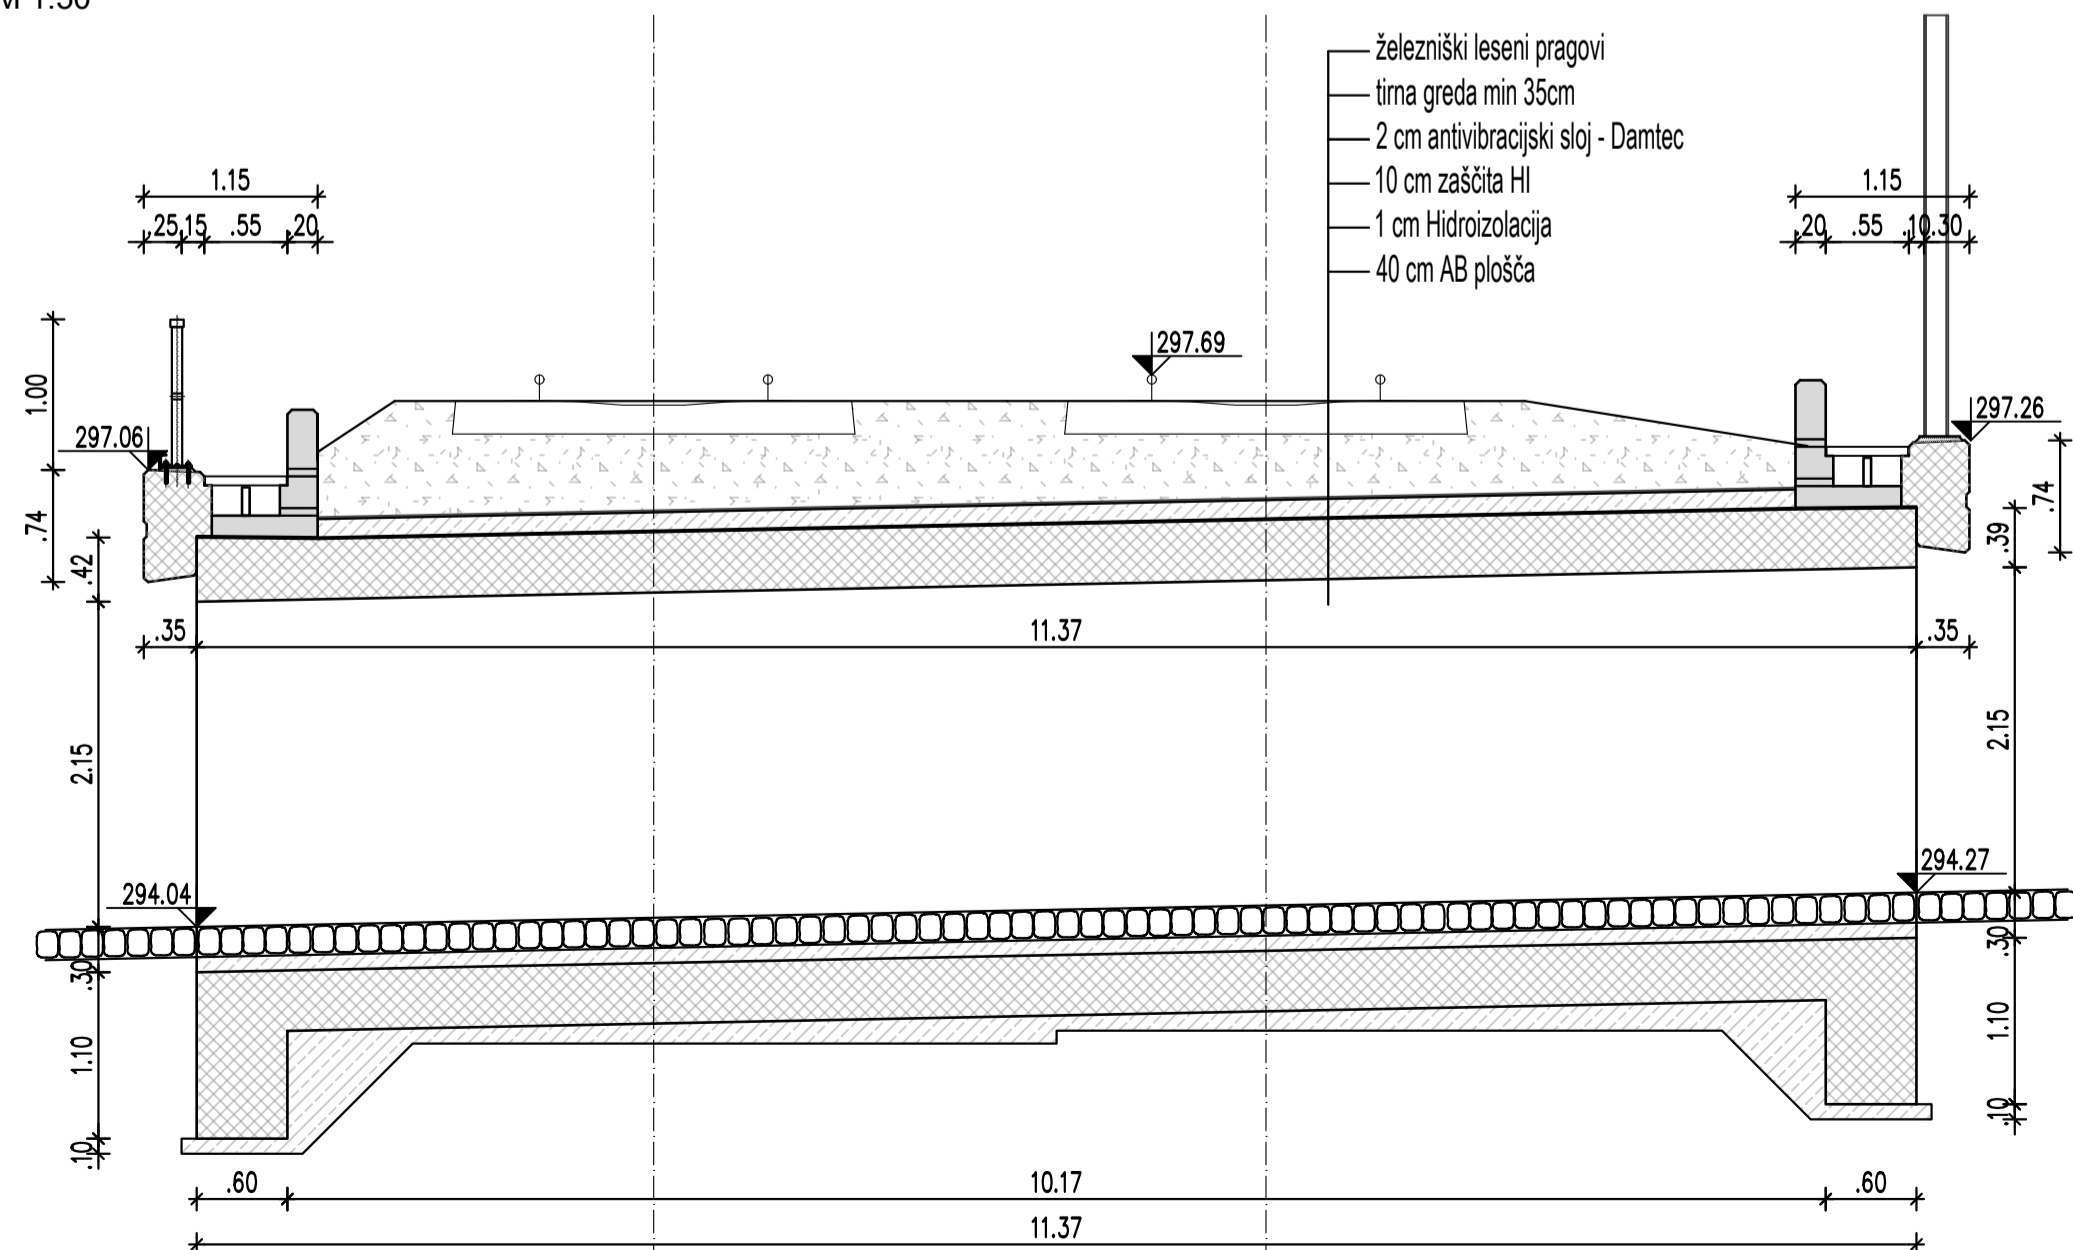 M 1:50
železniški leseni pragovi
tirna greda min 35cm
2 cm antivibracijski sloj - Damtec
10 cm zaščita HI
1 cm Hidroizolacija
40 cm AB plošča
1.15
.25 .15 .55 .20
1.15
.20 .55 .10 .30
297.69
1.00
297.06
297.26
.74
.42
.39
.74
.35 11.37 .35
2.15
2.15
294.04
294.27
.30
.30
1.10
1.10
.10
.10
.60 10.17 .60
11.37